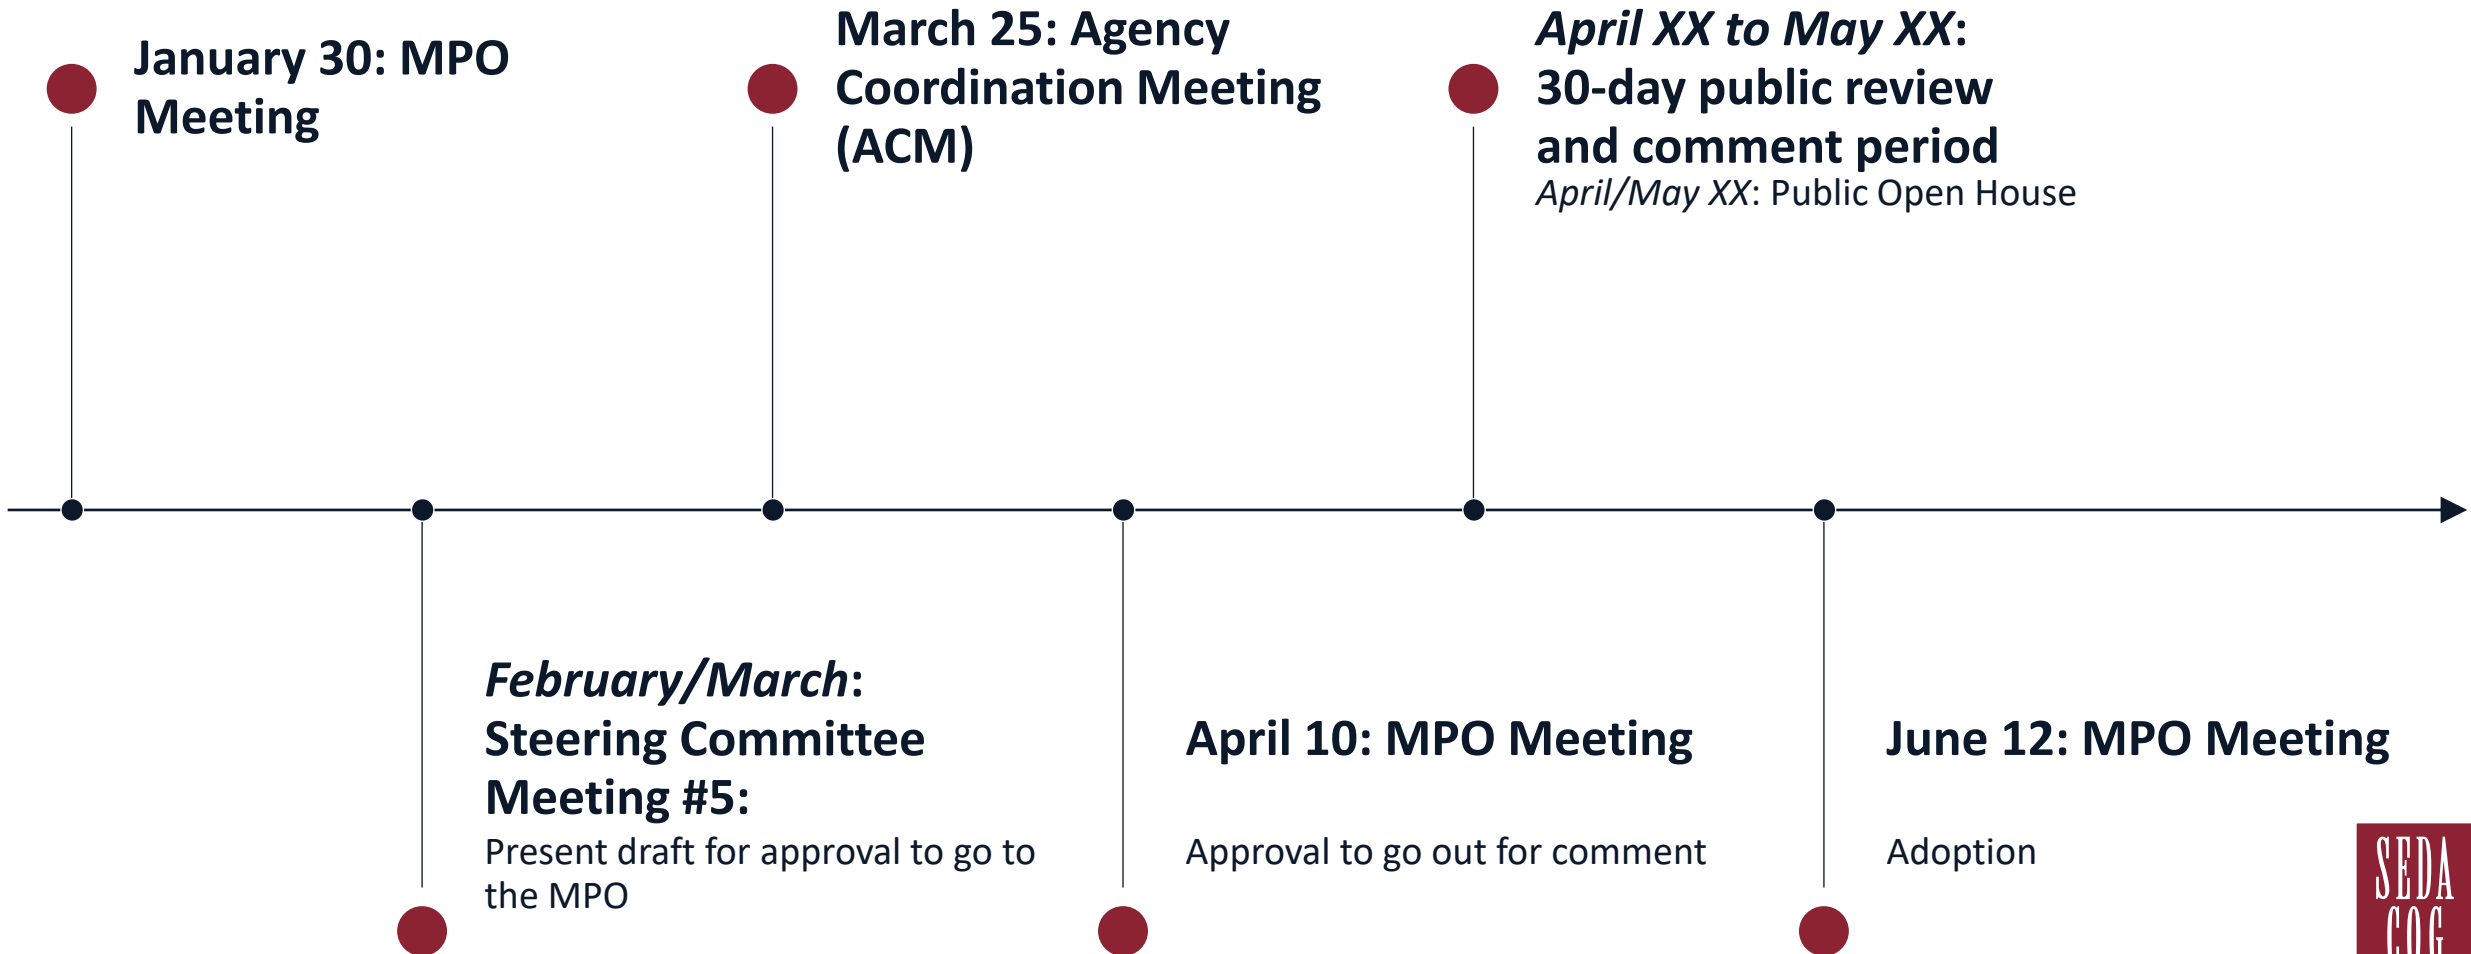 January 30: MPO
Meeting
February/March:
Steering Committee
Meeting #5:
Present draft for approval to go to
the MPO
March 25: Agency
Coordination Meeting
(ACM)
April 10: MPO Meeting
Approval to go out for comment
April XX to May XX:
30-day public review
and comment period
April/May XX: Public Open House
June 12: MPO Meeting
Adoption
SEDA
COG